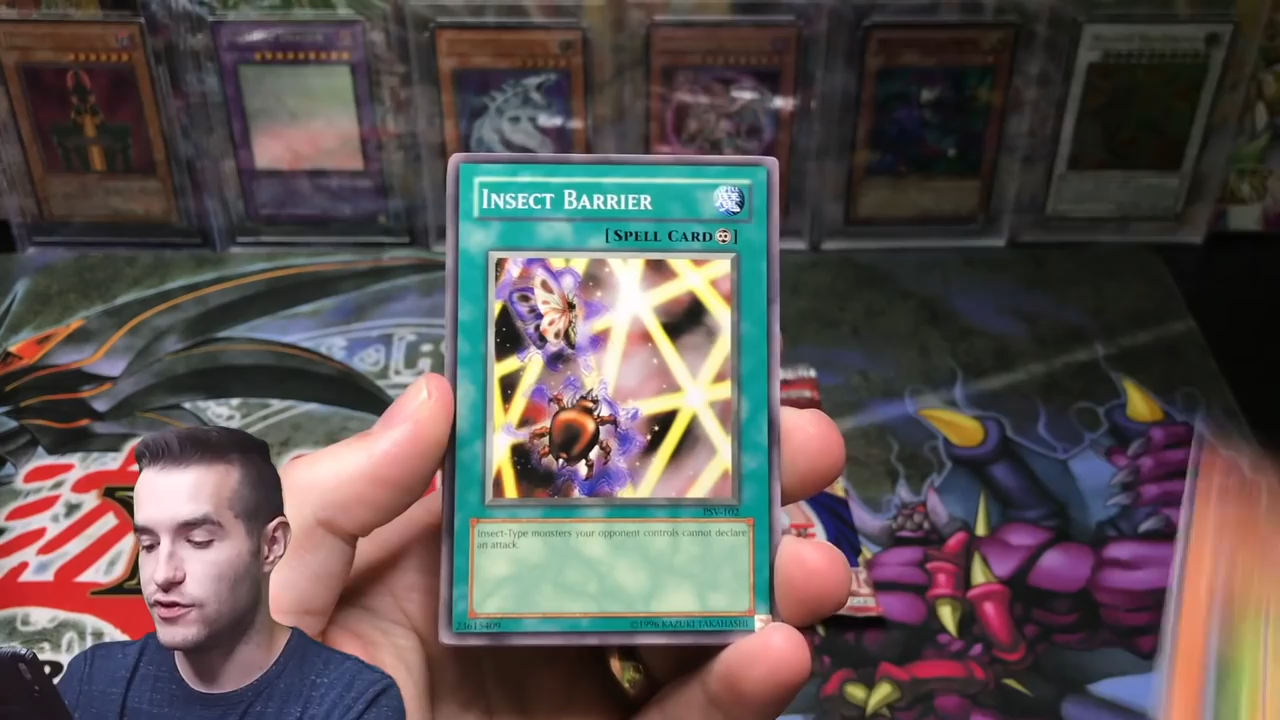 INSECT BARRIER
[SPELL CARD]
PSV-102
Insect-Type monsters your opponent controls cannot declare
an attack.
23615409
©1996 KAZUKI TAKAHASHI